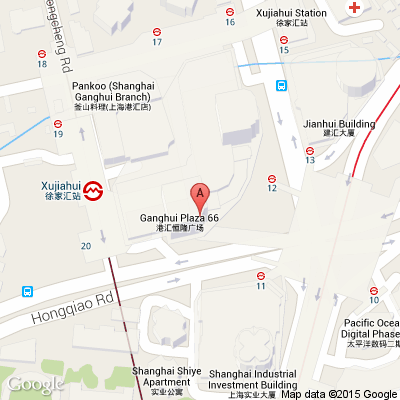 Xujiahui Station
徐家汇站
16
17
15
ongcheng Rd
18
Pankoo (Shanghai
Ganghui Branch)
釜山料理(上海港汇店)
19
Jianhui Building
建汇大厦
13
Xujiahui
徐家汇站
12
A
Ganghui Plaza 66
港汇恒隆广场
20
11
10
Hongqiao Rd
Pacific Ocea
Digital Phase
太平洋数码二期
Shanghai Shiye
Apartment
实业公寓
Shanghai Industrial
Investment Building
上海实业大厦
Google
Map data ©2015 Google